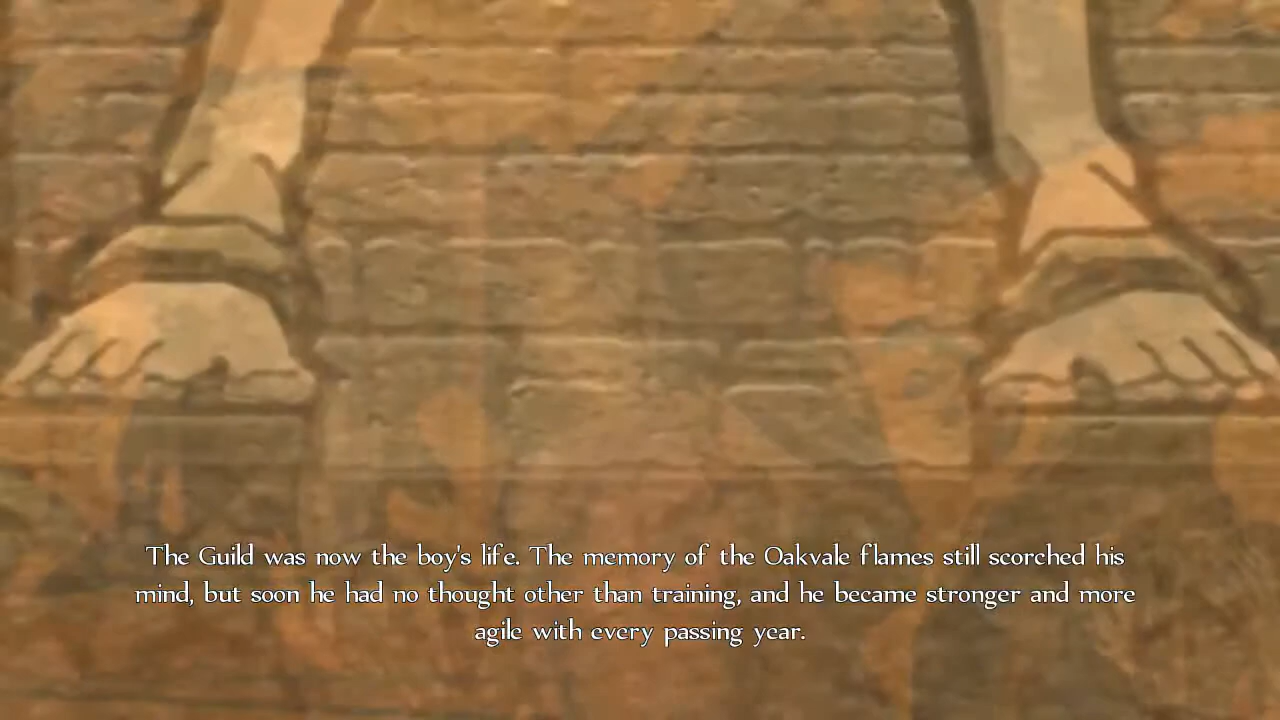 The Guild was now the boy's life. The memory of the Oakvale flames still scorched his
mind, but soon he had no thought other than training, and he became stronger and more
agile with every passing year.